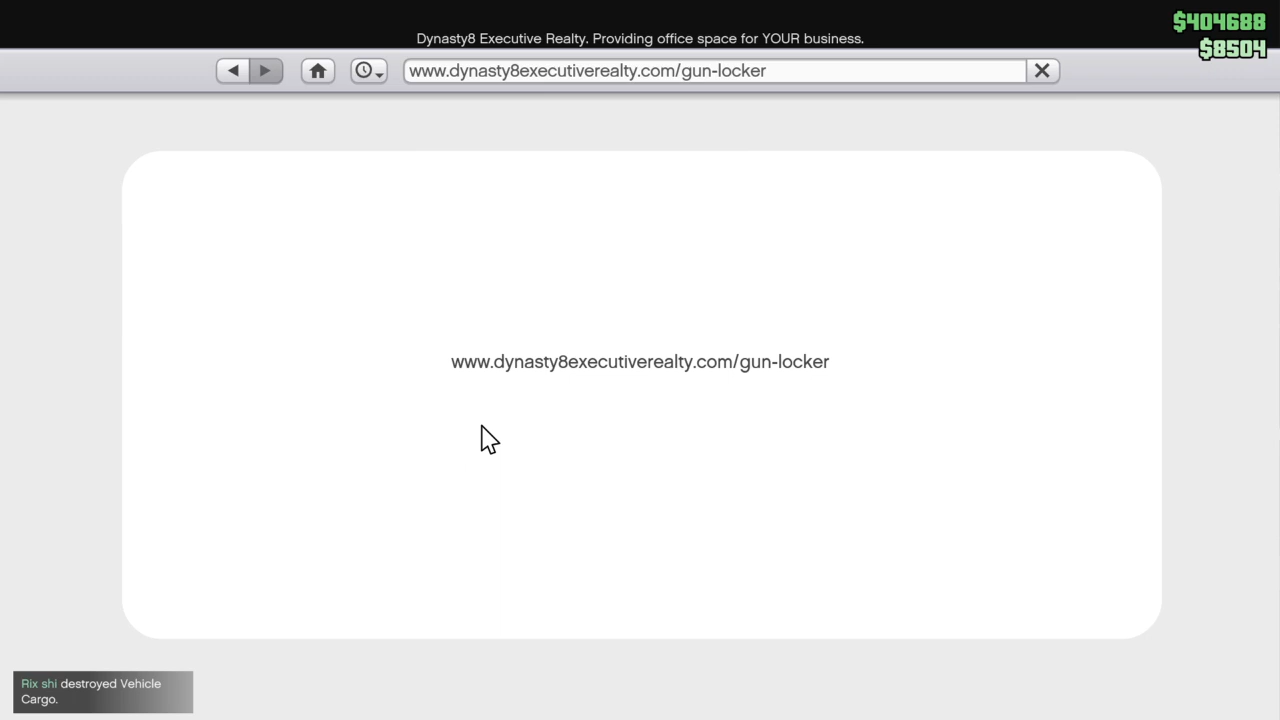 $404688
Dynasty8 Executive Realty. Providing office space for YOUR business.
$8504
www.dynasty8executiverealty.com/gun-locker
www.dynasty8executiverealty.com/gun-locker
Rix shi destroyed Vehicle
Cargo.